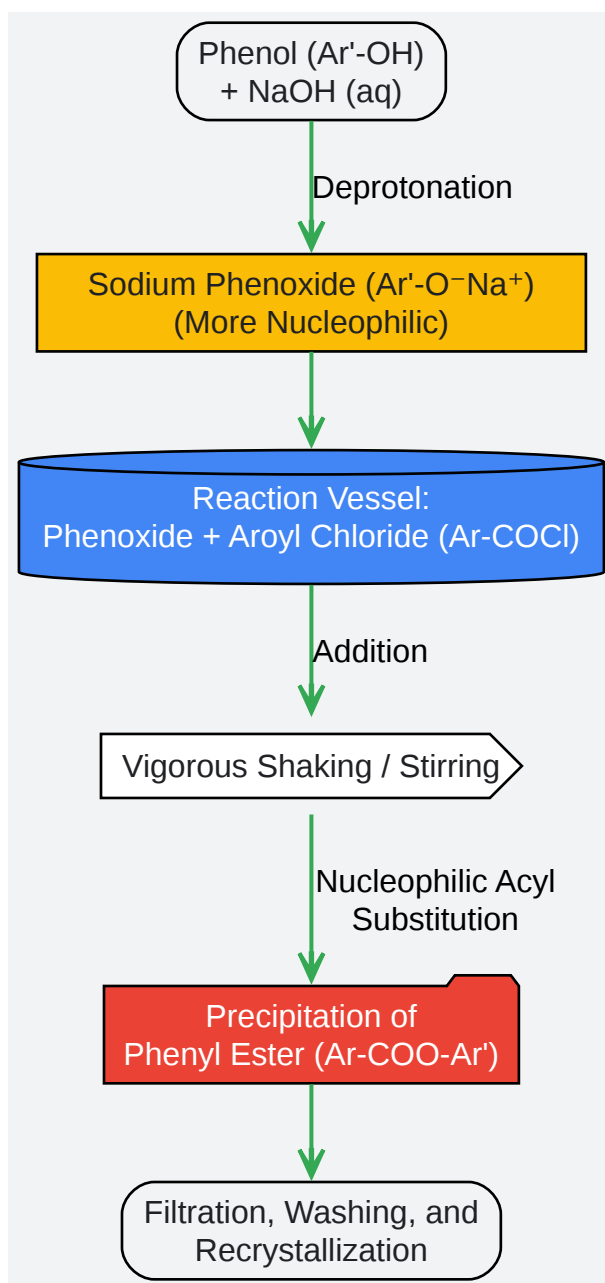 Phenol (Ar'-OH)
+ NaOH (aq)
Deprotonation
Sodium Phenoxide (Ar'-O⁻Na⁺)
(More Nucleophilic)
Reaction Vessel:
Phenoxide + Aroyl Chloride (Ar-COCl)
Addition
Vigorous Shaking / Stirring
Nucleophilic Acyl
Substitution
Precipitation of
Phenyl Ester (Ar-COO-Ar')
Filtration, Washing, and
Recrystallization